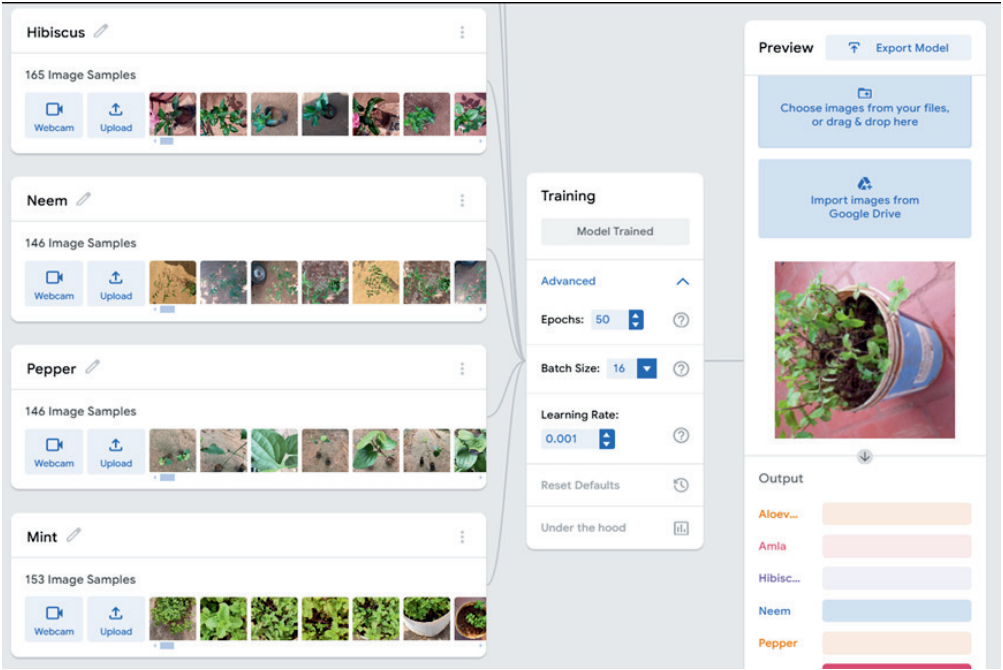 Hibiscus
165 Image Samples
Webcam
Upload
Neem
146 Image Samples
Webcam
Upload
Pepper
146 Image Samples
Webcam
Upload
Mint
153 Image Samples
Webcam
Upload
Training
Model Trained
Advanced
Epochs: 50
Batch Size: 16
Learning Rate:
0.001
Reset Defaults
Under the hood
Preview
Export Model
Choose images from your files,
or drag & drop here
Import images from
Google Drive
Output
Aloev...
Amla
Hibisc...
Neem
Pepper